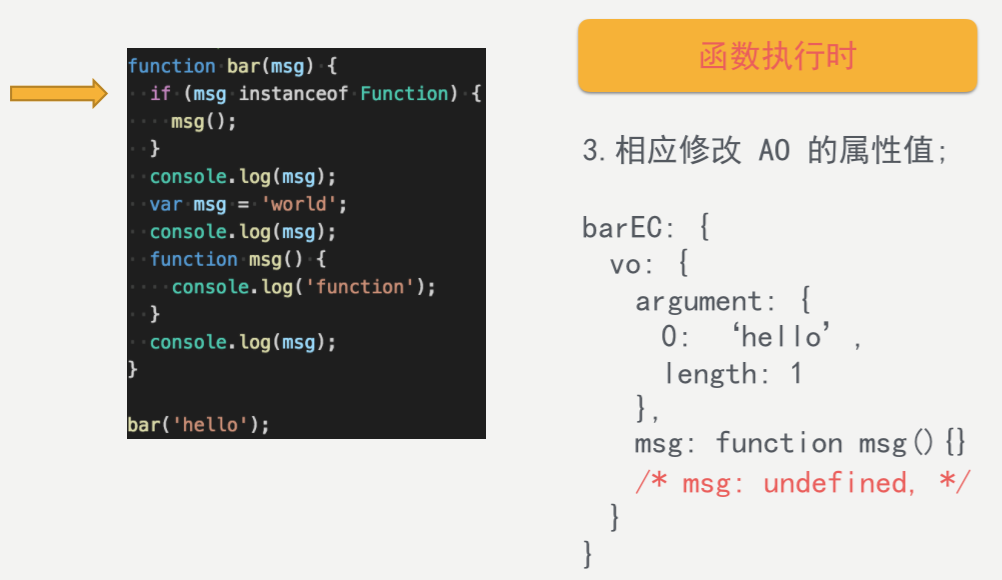 function bar(msg) {
  if (msg instanceof Function) {
    msg();
  }
  console.log(msg);
  var msg = 'world';
  console.log(msg);
  function msg() {
    console.log('function');
  }
  console.log(msg);
}

bar('hello');
函数执行时
3.相应修改 AO 的属性值;
barEC: {
  vo: {
    argument: {
      0: ‘hello’,
      length: 1
    },
    msg: function msg(){}
    /* msg: undefined, */
  }
}